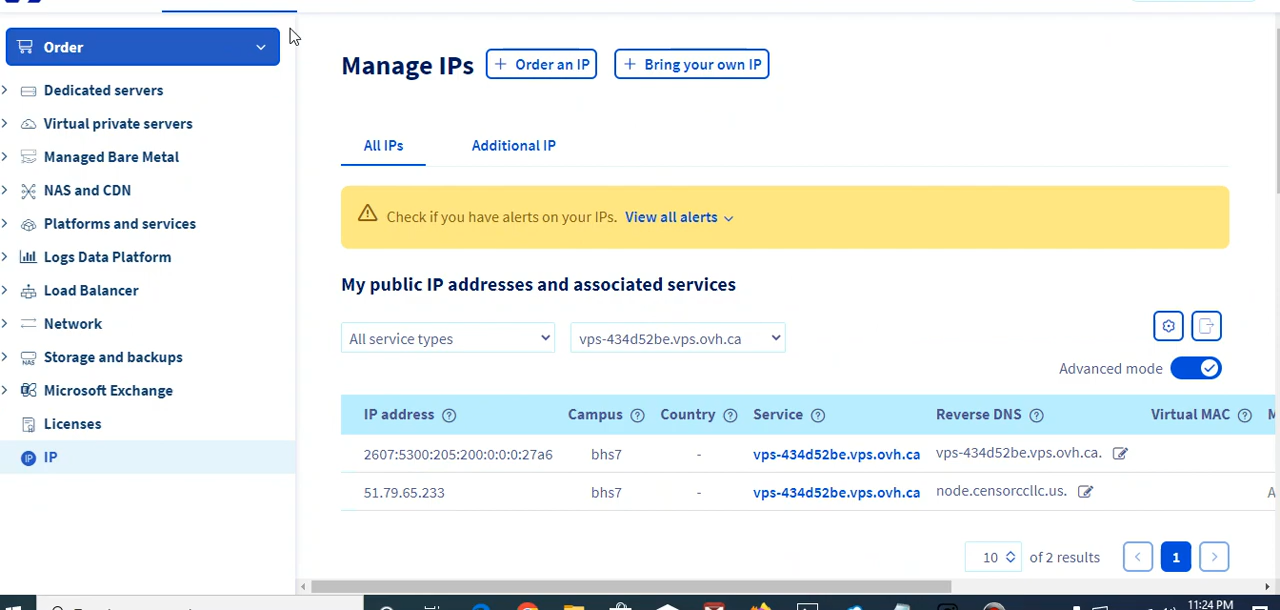 Order
Dedicated servers
Virtual private servers
Managed Bare Metal
NAS and CDN
Platforms and services
Logs Data Platform
Load Balancer
Network
NAS
Storage and backups
Microsoft Exchange
Licenses
IP IP
Manage IPs + Order an IP + Bring your own IP
All IPs Additional IP
Check if you have alerts on your IPs. View all alerts
My public IP addresses and associated services
All service types vps-434d52be.vps.ovh.ca
Advanced mode
IP address Campus Country Service Reverse DNS Virtual MAC
2607:5300:205:200:0:0:0:27a6 bhs7 - vps-434d52be.vps.ovh.ca vps-434d52be.vps.ovh.ca.
51.79.65.233 bhs7 - vps-434d52be.vps.ovh.ca node.censorccllc.us.
10 of 2 results 1
11:24 PM